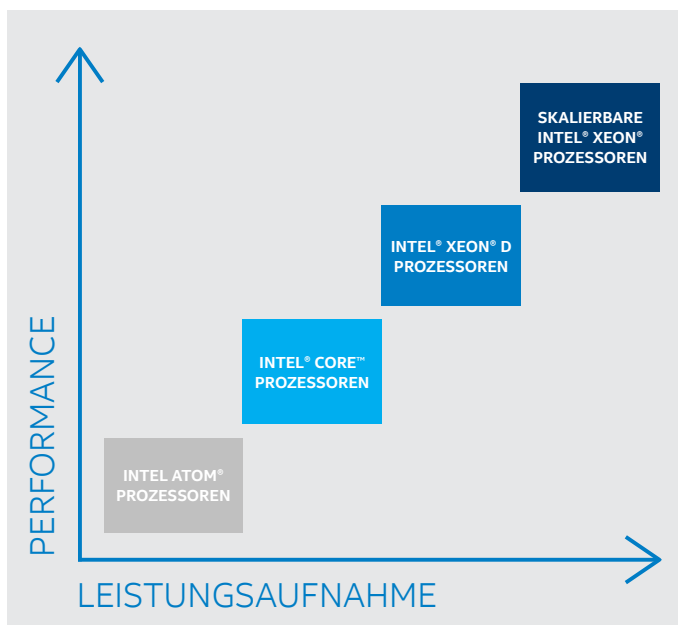 SKALIERBARE
INTEL® XEON®
PROZESSOREN
INTEL® XEON® D
PROZESSOREN
INTEL® CORE™
PROZESSOREN
INTEL ATOM®
PROZESSOREN
PERFORMANCE
LEISTUNGSAUFNAHME